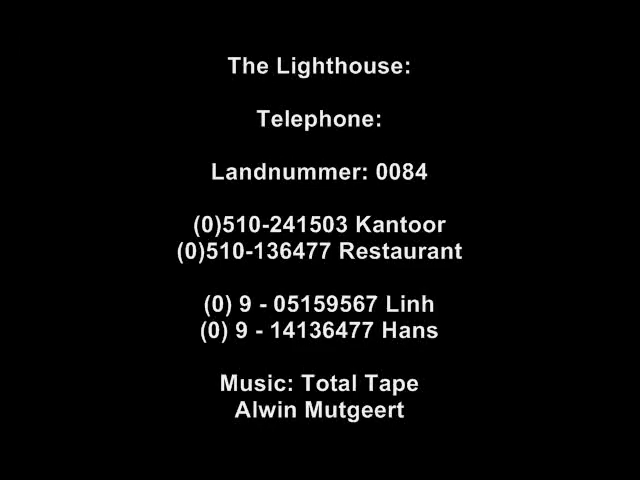 The Lighthouse:
Telephone:
Landnummer: 0084
(0)510-241503 Kantoor
(0)510-136477 Restaurant
(0) 9 - 05159567 Linh
(0) 9 - 14136477 Hans
Music: Total Tape
Alwin Mutgeert